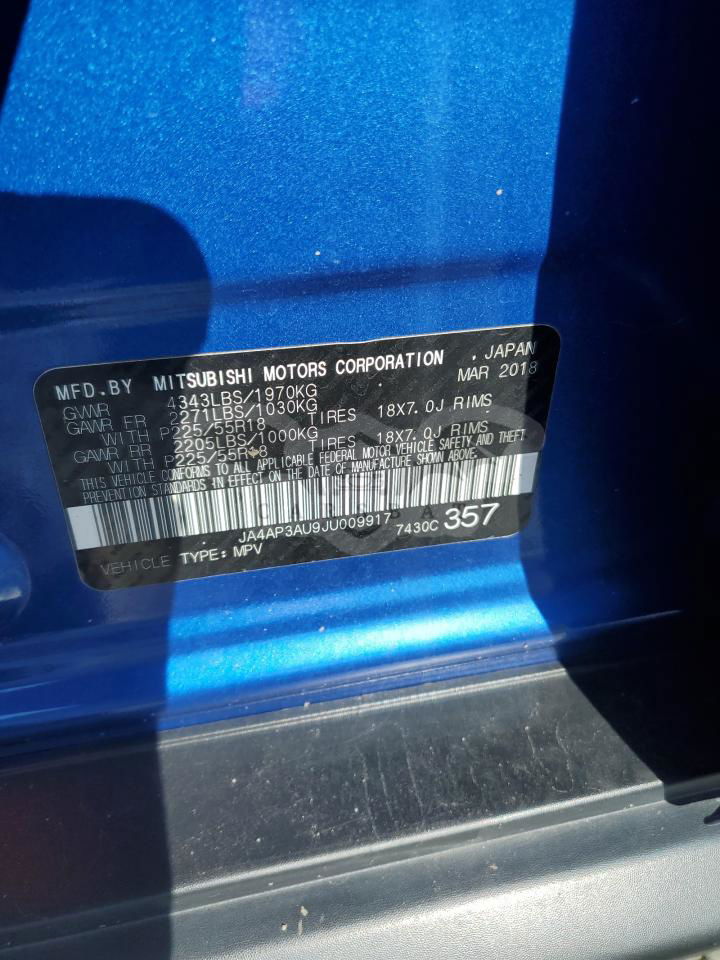 MFD.BY MITSUBISHI MOTORS CORPORATION . JAPAN
MAR 2018
GVWR 4343LBS/1970KG
GAWR FR 2271LBS/1030KG
WITH P225/55R18 TIRES 18X7.0J RIMS
GAWR RR 2205LBS/1000KG
WITH P225/55R18 TIRES 18X7.0J RIMS
THIS VEHICLE CONFORMS TO ALL APPLICABLE FEDERAL MOTOR VEHICLE SAFETY AND THEFT
PREVENTION STANDARDS IN EFFECT ON THE DATE OF MANUFACTURE SHOWN ABOVE.
JA4AP3AU9JU009917 7430C 357
VEHICLE TYPE: MPV